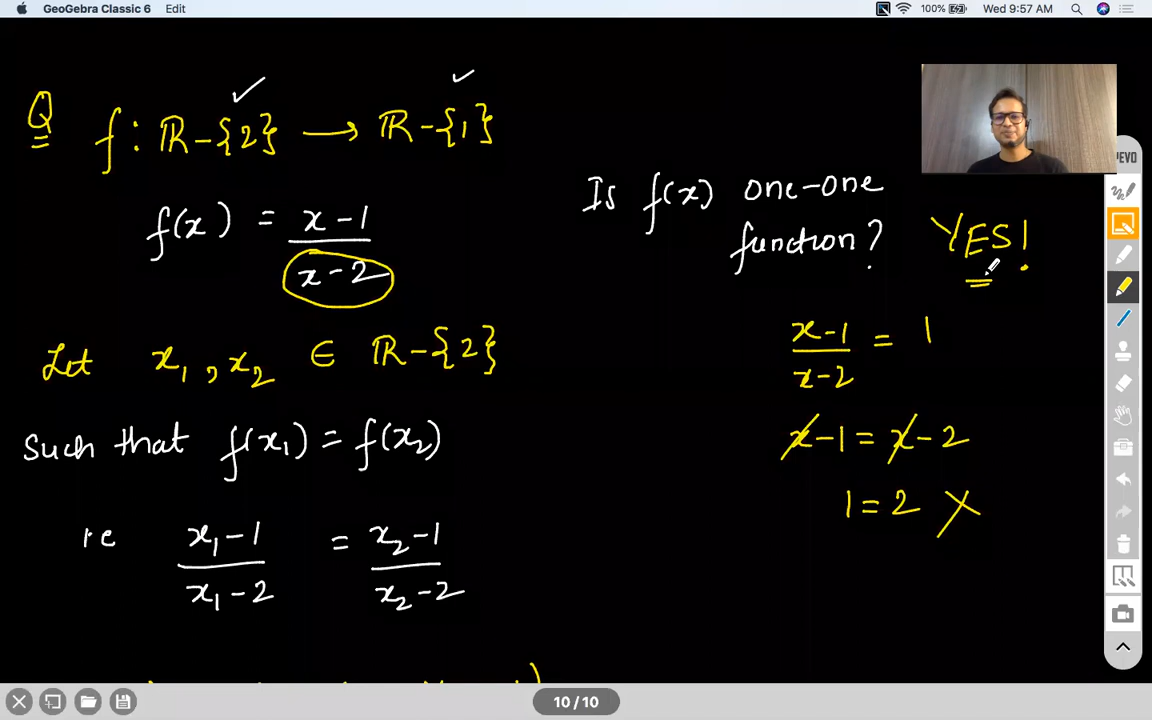 GeoGebra Classic 6 Edit 100% Wed 9:57 AM
Q f: ℝ-{2} → ℝ-{1}
f(x) = x-1
x-2
Is f(x) one-one
function? YES!
Let x₁, x₂ ∈ ℝ-{2}
Such that f(x₁) = f(x₂)
i.e x₁-1 = x₂-1
x₁-2 x₂-2
x-1 = 1
x-2
x-1 = x-2
1 = 2 X
EVO
10/10